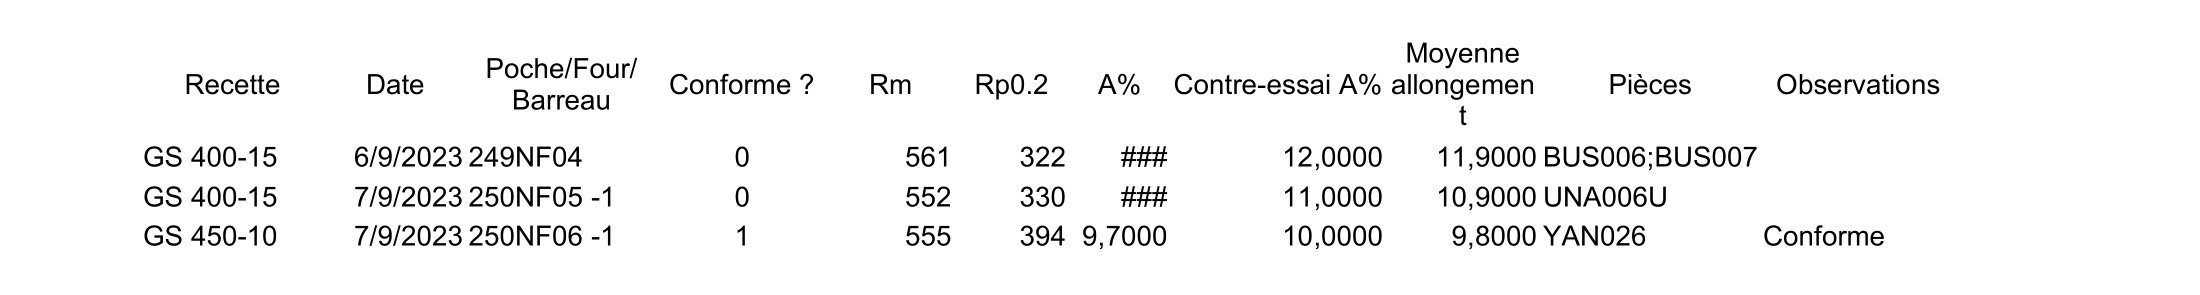 Recette Date Poche/Four/Barreau Conforme ? Rm Rp0.2 A% Contre-essai A% Moyenne allongement Pièces Observations
GS 400-15 6/9/2023 249NF04 0 561 322 ### 12,0000 11,9000 BUS006;BUS007
GS 400-15 7/9/2023 250NF05 -1 0 552 330 ### 11,0000 10,9000 UNA006U
GS 450-10 7/9/2023 250NF06 -1 1 555 394 9,7000 10,0000 9,8000 YAN026 Conforme